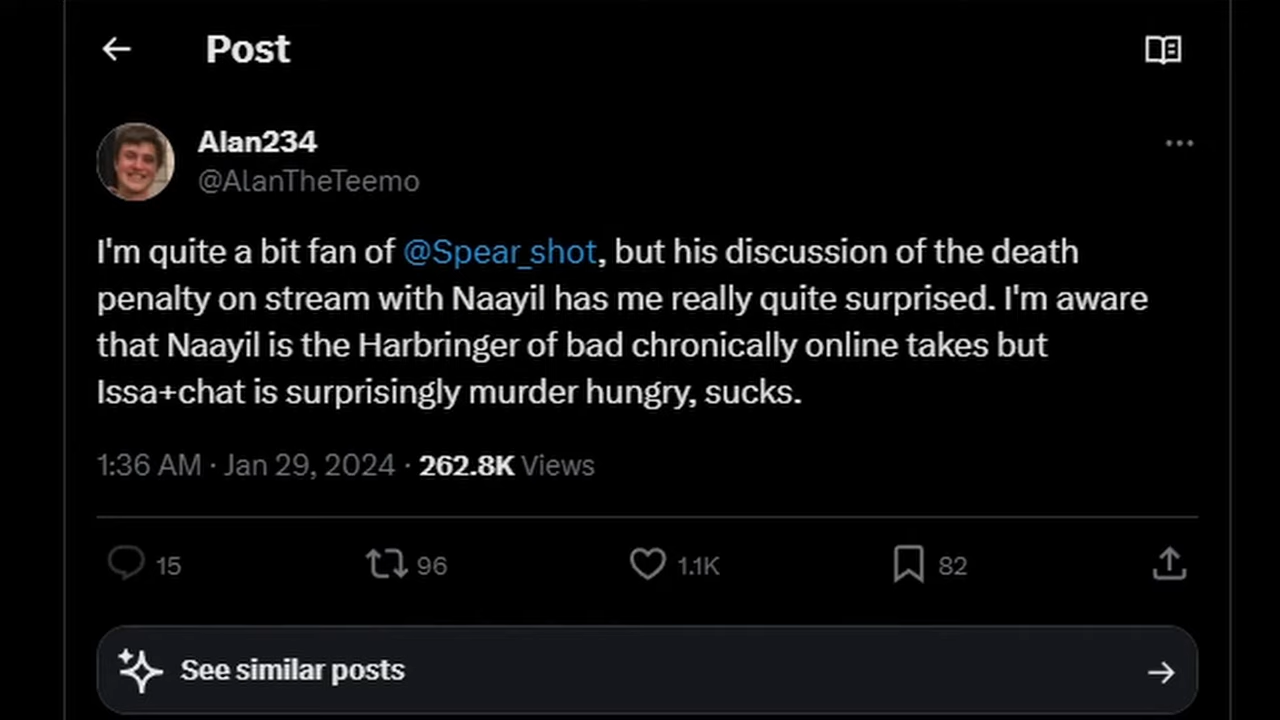 Post
Alan234
@AlanTheTeemo
I'm quite a bit fan of @Spear_shot, but his discussion of the death
penalty on stream with Naayil has me really quite surprised. I'm aware
that Naayil is the Harbringer of bad chronically online takes but
Issa+chat is surprisingly murder hungry, sucks.
1:36 AM · Jan 29, 2024 · 262.8K Views
15 96 1.1K 82
See similar posts